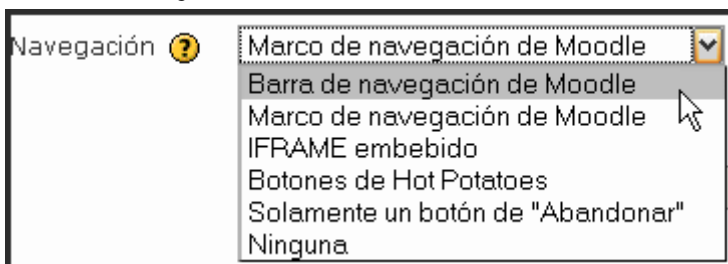 Navegación ? Marco de navegación de Moodle
Barra de navegación de Moodle
Marco de navegación de Moodle
IFRAME embebido
Botones de Hot Potatoes
Solamente un botón de "Abandonar"
Ninguna